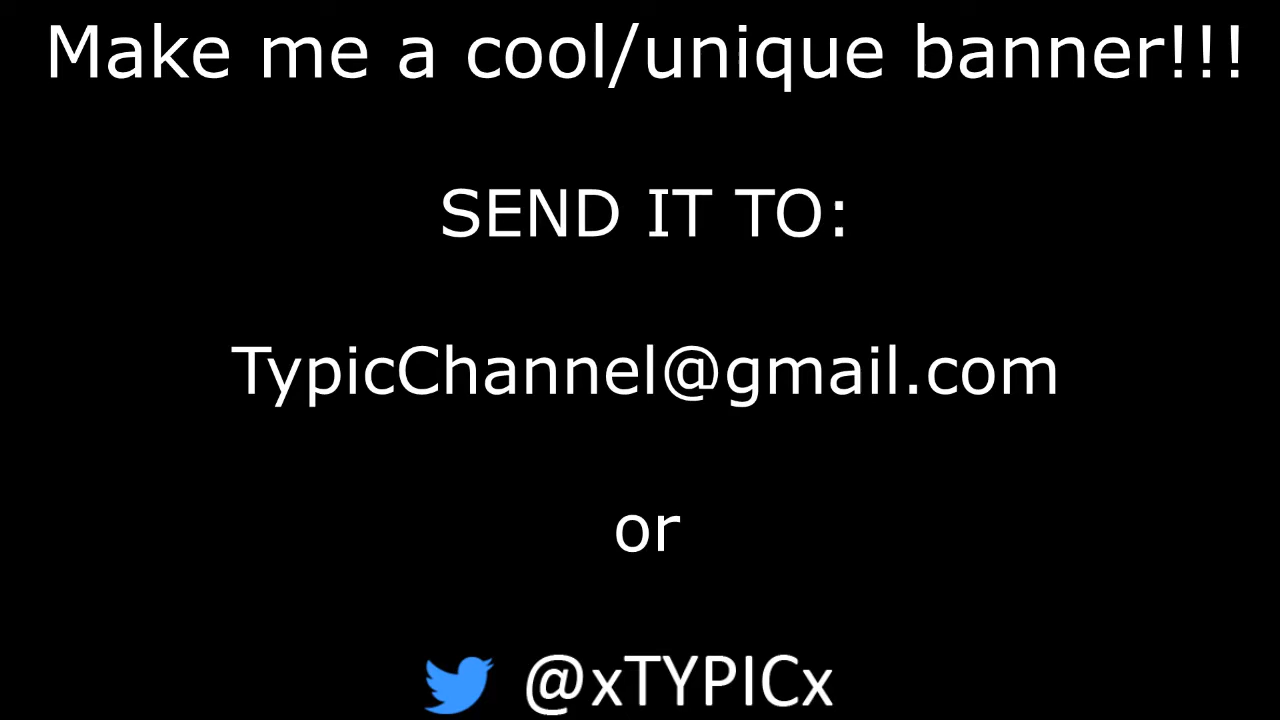 Make me a cool/unique banner!!!
SEND IT TO:
TypicChannel@gmail.com
or
@xTYPICx